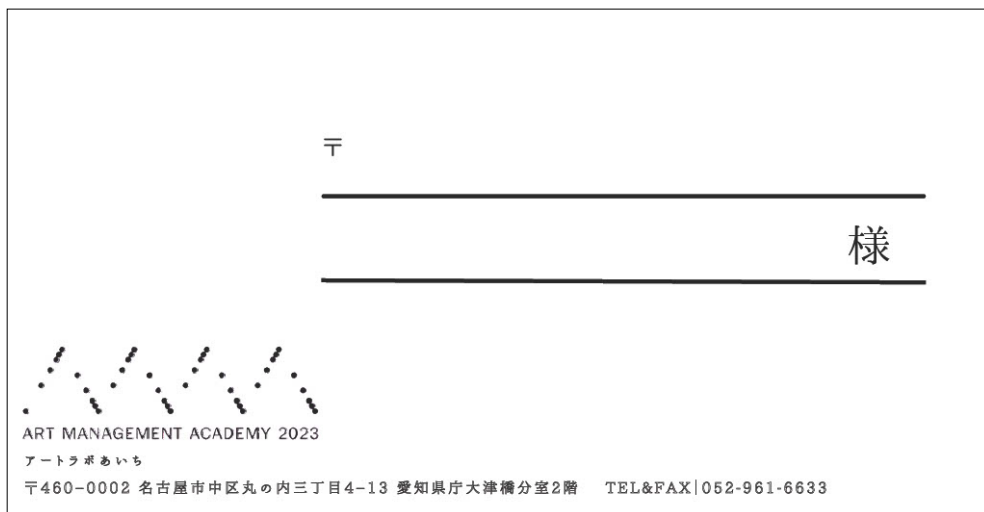 〒
様
ART MANAGEMENT ACADEMY 2023
アートラボあいち
〒460-0002 名古屋市中区丸の内三丁目4-13 愛知県庁大津橋分室2階 TEL&FAX|052-961-6633